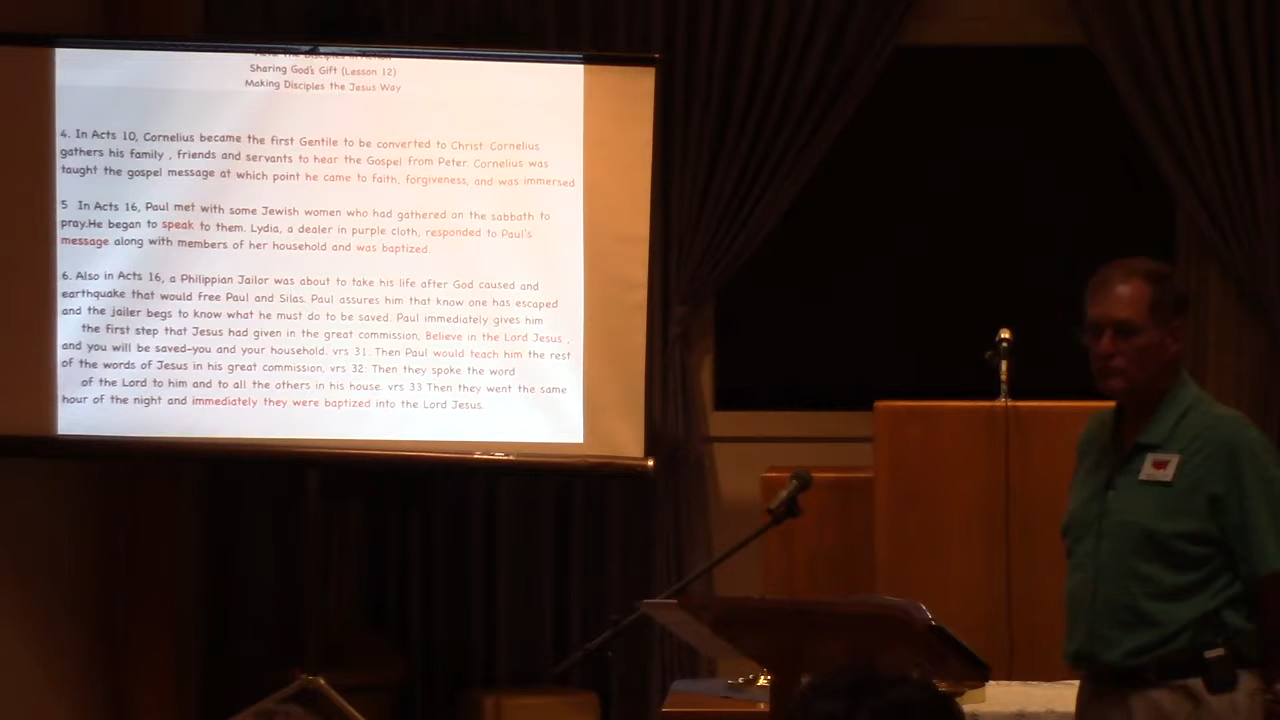 Sharing God's Gift (Lesson 12)
Making Disciples the Jesus Way
4. In Acts 10, Cornelius became the first Gentile to be converted to Christ. Cornelius
gathers his family , friends and servants to hear the Gospel from Peter. Cornelius was
taught the gospel message at which point he came to faith, forgiveness, and was immersed
5 In Acts 16, Paul met with some Jewish women who had gathered on the sabbath to
pray.He began to speak to them. Lydia, a dealer in purple cloth, responded to Paul's
message along with members of her household and was baptized.
6. Also in Acts 16, a Philippian Jailor was about to take his life after God caused and
earthquake that would free Paul and Silas. Paul assures him that know one has escaped
and the jailer begs to know what he must do to be saved. Paul immediately gives him
the first step that Jesus had given in the great commission, Believe in the Lord Jesus ,
and you will be saved-you and your household. vrs 31. Then Paul would teach him the rest
of the words of Jesus in his great commission, vrs 32: Then they spoke the word
of the Lord to him and to all the others in his house. vrs 33 Then they went the same
hour of the night and immediately they were baptized into the Lord Jesus.